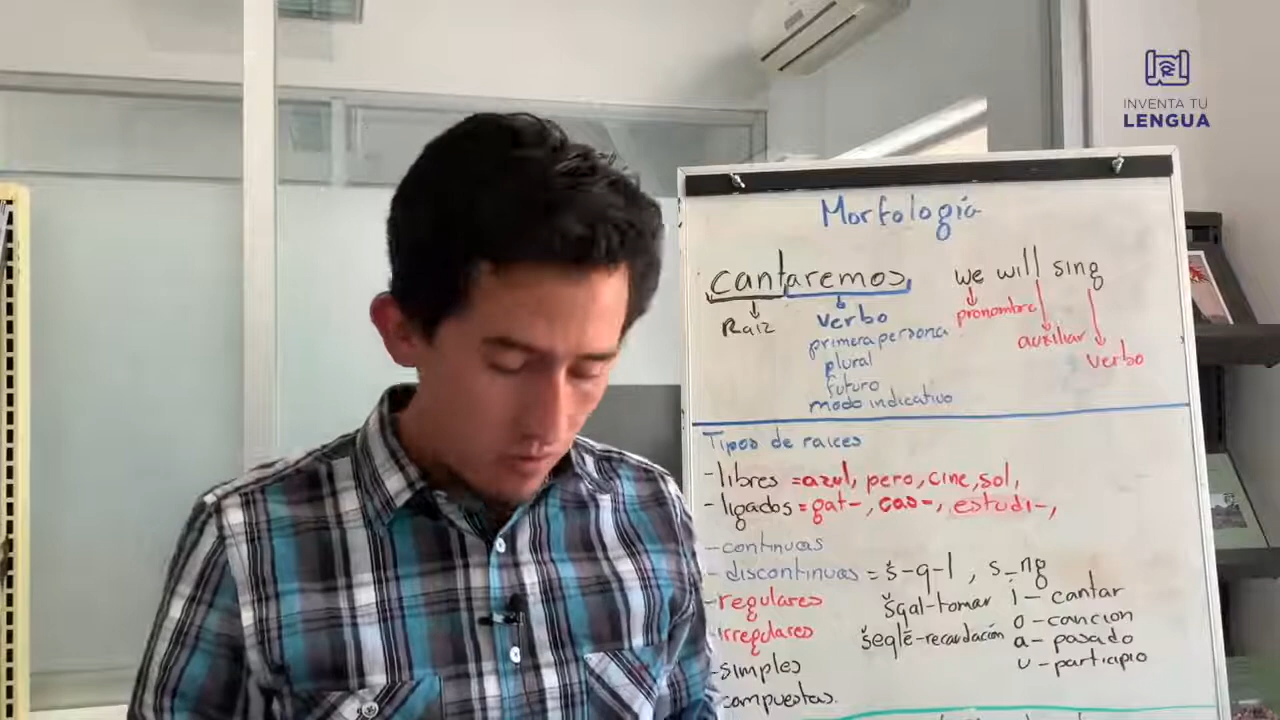 INVENTA TU
LENGUA
Morfología
cantaremos we will sing
Raiz verbo pronombre
primera persona auxiliar
plural verbo
futuro
modo indicativo
Tipos de raices
-libres =azul, pero, cine, sol,
-ligados =gat-, cas-, estudi-,
-continuas
-discontinuas = š-q-l , s_ng
-regulares šqal-tomar i - cantar
-irregulares šeqlē-recaudación o - cancion
-simples a - pasado
compuestas. u - participio